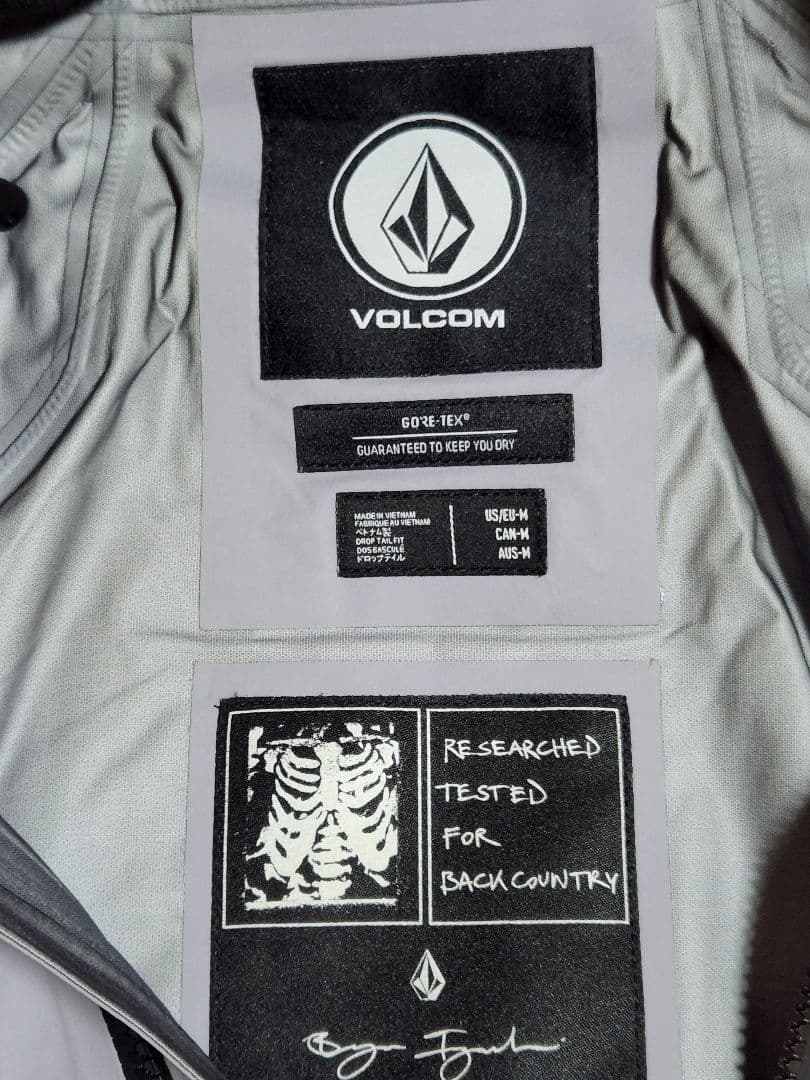 VOLCOM
GORE-TEX®
GUARANTEED TO KEEP YOU DRY
MADE IN VIETNAM
FABRIQUE AU VIETNAM
ベトナム製
DROP TAIL FIT
DOS BASCULÉ
ドロップテイル
US/EU-M
CAN-M
AUS-M
RESEARCHED
TESTED
FOR
BACK COUNTRY